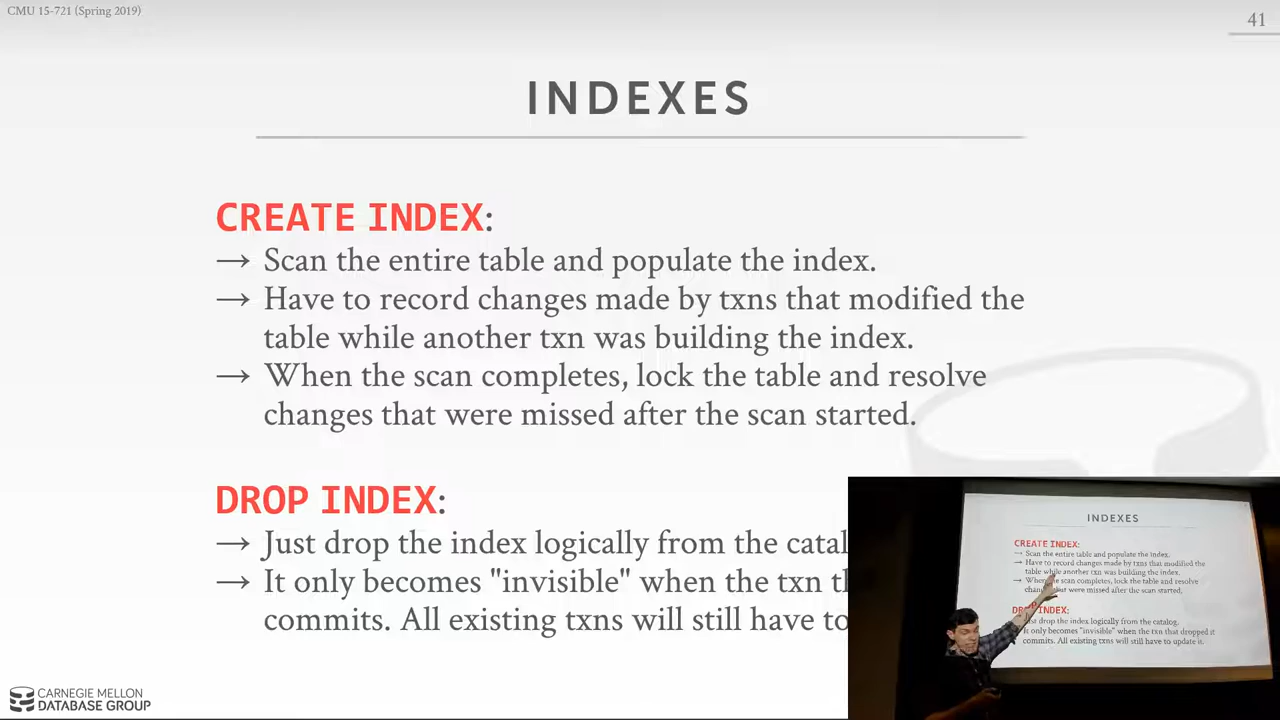 CMU 15-721 (Spring 2019)
41
INDEXES
CREATE INDEX:
→ Scan the entire table and populate the index.
→ Have to record changes made by txns that modified the
table while another txn was building the index.
→ When the scan completes, lock the table and resolve
changes that were missed after the scan started.
DROP INDEX:
→ Just drop the index logically from the catal
→ It only becomes "invisible" when the txn th
commits. All existing txns will still have to
CARNEGIE MELLON
DATABASE GROUP
INDEXES
CREATE INDEX:
→ Scan the entire table and populate the index.
→ Have to record changes made by txns that modified the
table while another txn was building the index.
→ When scan completes, lock the table and resolve
were missed after the scan started.
INDEX:
drop the index logically from the catalog.
It only becomes "invisible" when the txn that dropped it
commits. All existing txns will still have to update it.